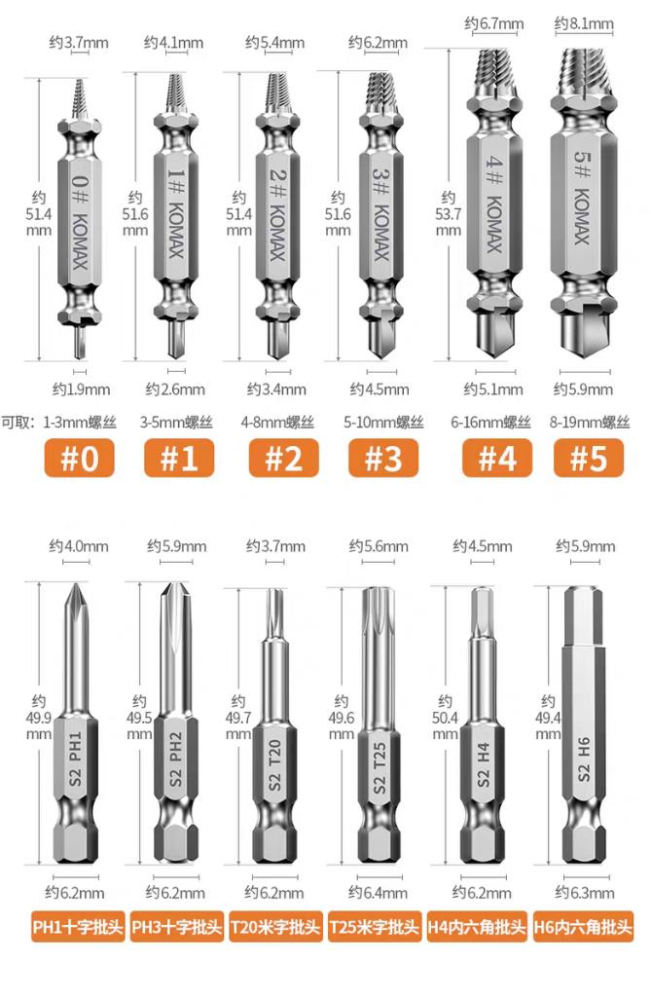 约3.7mm 约4.1mm 约5.4mm 约6.2mm 约6.7mm 约8.1mm
约 约 约 约 约
51.4 51.6 51.4 51.6 53.7
mm mm mm mm mm
0# KOMAX 1# KOMAX 2# KOMAX 3# KOMAX 4# KOMAX 5# KOMAX
约1.9mm 约2.6mm 约3.4mm 约4.5mm 约5.1mm 约5.9mm
可取: 1-3mm螺丝 3-5mm螺丝 4-8mm螺丝 5-10mm螺丝 6-16mm螺丝 8-19mm螺丝
#0 #1 #2 #3 #4 #5
约4.0mm 约5.9mm 约3.7mm 约5.6mm 约4.5mm 约5.9mm
约 约 约 约 约 约
49.9 49.5 49.7 49.6 50.4 49.4
mm mm mm mm mm mm
S2 PH1 S2 PH2 S2 T20 S2 T25 S2 H4 S2 H6
约6.2mm 约6.2mm 约6.2mm 约6.4mm 约6.2mm 约6.3mm
PH1十字批头 PH3十字批头 T20米字批头 T25米字批头 H4内六角批头 H6内六角批头